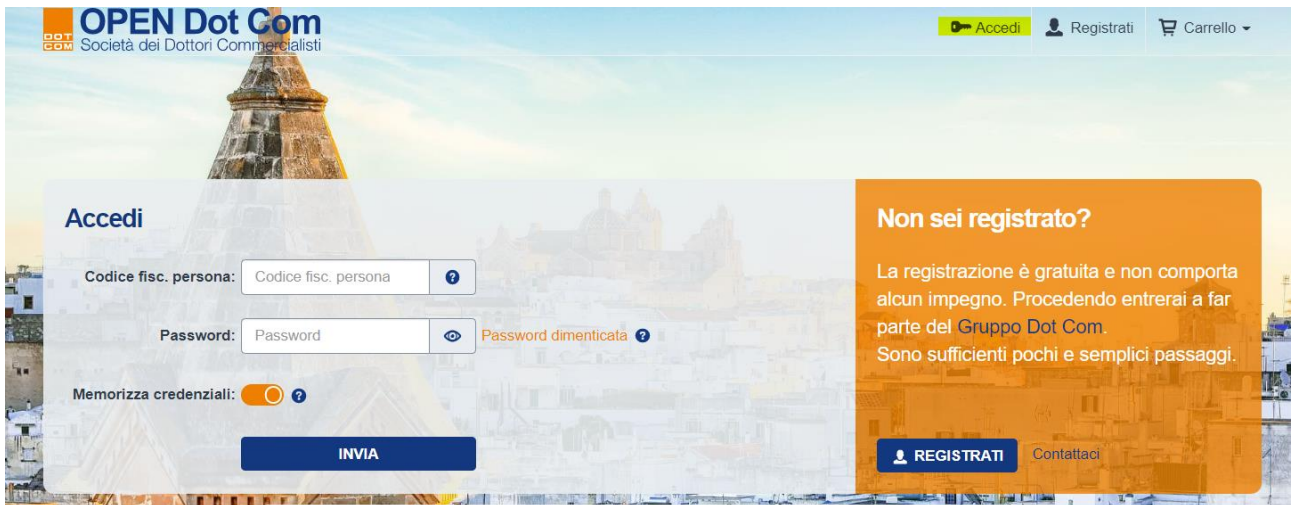 DOT
COM
OPEN Dot Com
Società dei Dottori Commercialisti
Accedi
Registrati
Carrello
Accedi
Codice fisc. persona: Codice fisc. persona
Password: Password Password dimenticata
Memorizza credenziali:
INVIA
Non sei registrato?
La registrazione è gratuita e non comporta
alcun impegno. Procedendo entrerai a far
parte del Gruppo Dot Com.
Sono sufficienti pochi e semplici passaggi.
REGISTRATI Contattaci